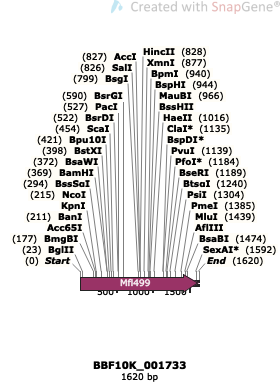 Created with SnapGene®
(827) AccI HincII (828)
(826) SalI XmnI (877)
(799) BsgI BpmI (940)
BspHI (944)
(590) BsrGI MauBI (966)
(527) PacI BssHII
(522) BsrDI HaeII (1016)
(454) ScaI ClaI* (1135)
(421) Bpu10I BspDI*
(398) BstXI PvuI (1139)
(372) BsaWI PfoI* (1184)
(369) BamHI BseRI (1189)
(294) BssSαI BtsαI (1240)
(215) NcoI PsiI (1304)
KpnI PmeI (1385)
(211) BanI MluI (1439)
Acc65I AflIII
(177) BmgBI BsaBI (1474)
(23) BglII SexAI* (1592)
(0) Start End (1620)
Mfl499
500 1000 1500
BBF10K_001733
1620 bp